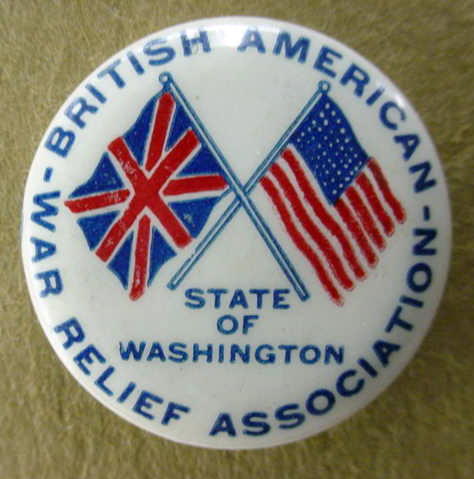 -BRITISH AMERICAN-
WAR RELIEF ASSOCIATION
STATE
OF
WASHINGTON